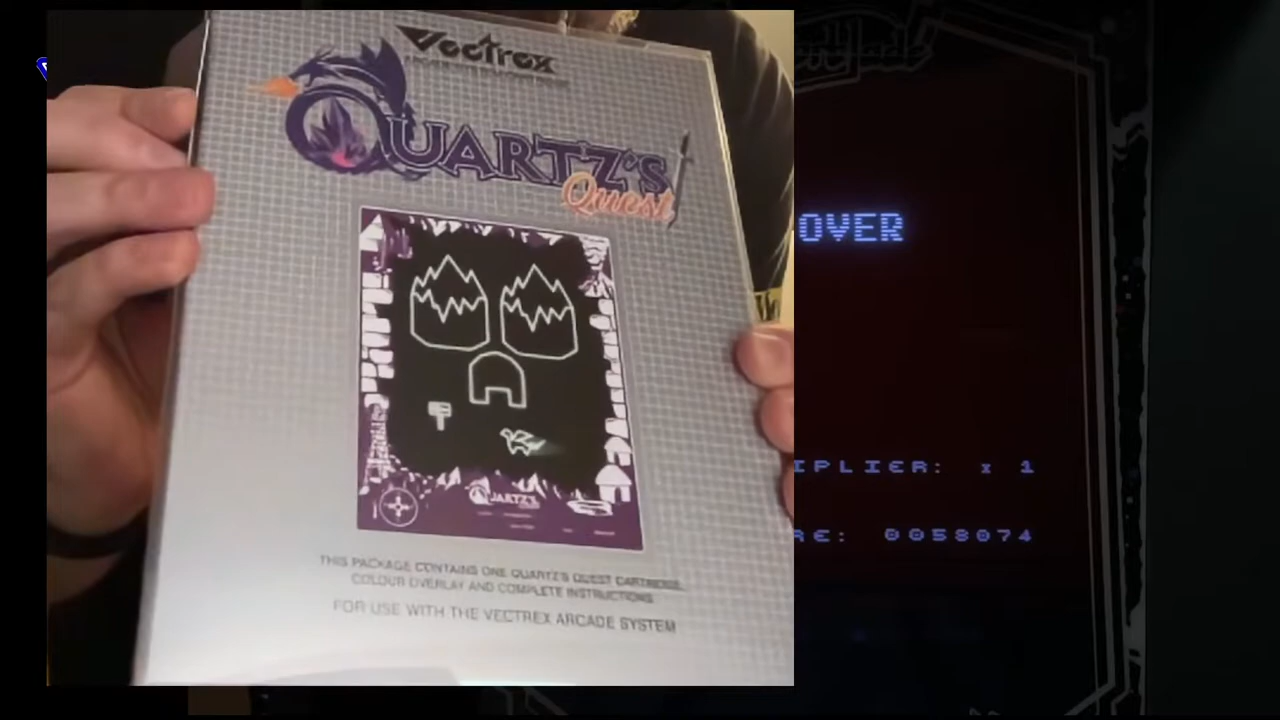 Vectrex
QUARTZ'S
Quest
QUARTZ'S
THIS PACKAGE CONTAINS ONE QUARTZ'S QUEST CARTRIDGE,
COLOUR OVERLAY AND COMPLETE INSTRUCTIONS
FOR USE WITH THE VECTREX ARCADE SYSTEM
OVER
IPLIER: x 1
RE: 0058074